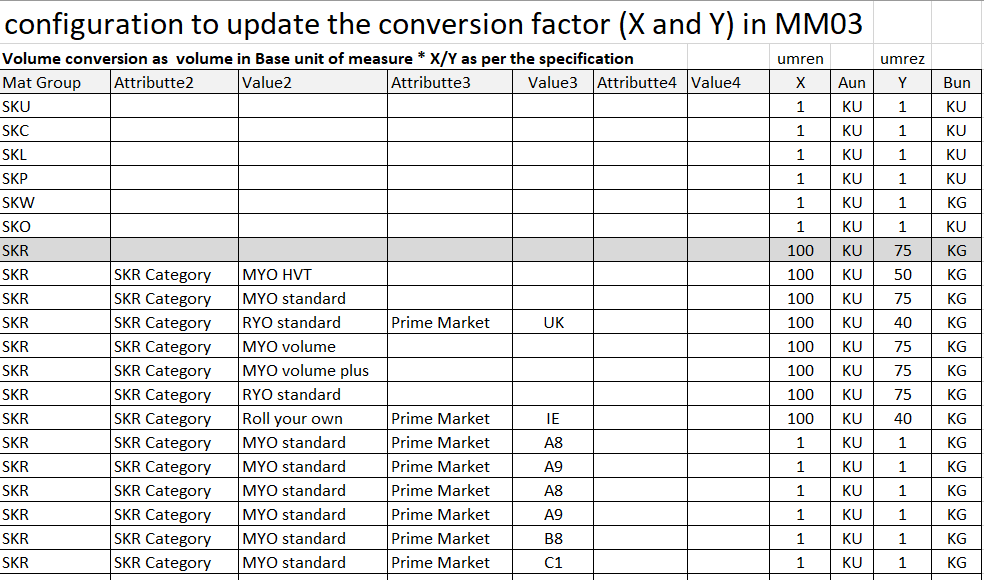 configuration to update the conversion factor (X and Y) in MM03
Volume conversion as  volume in Base unit of measure * X/Y as per the specification umren umrez
Mat Group Attributte2 Value2 Attributte3 Value3 Attributte4 Value4 X Aun Y Bun
SKU 1 KU 1 KU
SKC 1 KU 1 KU
SKL 1 KU 1 KU
SKP 1 KU 1 KU
SKW 1 KU 1 KG
SKO 1 KU 1 KU
SKR 100 KU 75 KG
SKR SKR Category MYO HVT 100 KU 50 KG
SKR SKR Category MYO standard 100 KU 75 KG
SKR SKR Category RYO standard Prime Market UK 100 KU 40 KG
SKR SKR Category MYO volume 100 KU 75 KG
SKR SKR Category MYO volume plus 100 KU 75 KG
SKR SKR Category RYO standard 100 KU 75 KG
SKR SKR Category Roll your own Prime Market IE 100 KU 40 KG
SKR SKR Category MYO standard Prime Market A8 1 KU 1 KG
SKR SKR Category MYO standard Prime Market A9 1 KU 1 KG
SKR SKR Category MYO standard Prime Market A8 1 KU 1 KG
SKR SKR Category MYO standard Prime Market A9 1 KU 1 KG
SKR SKR Category MYO standard Prime Market B8 1 KU 1 KG
SKR SKR Category MYO standard Prime Market C1 1 KU 1 KG